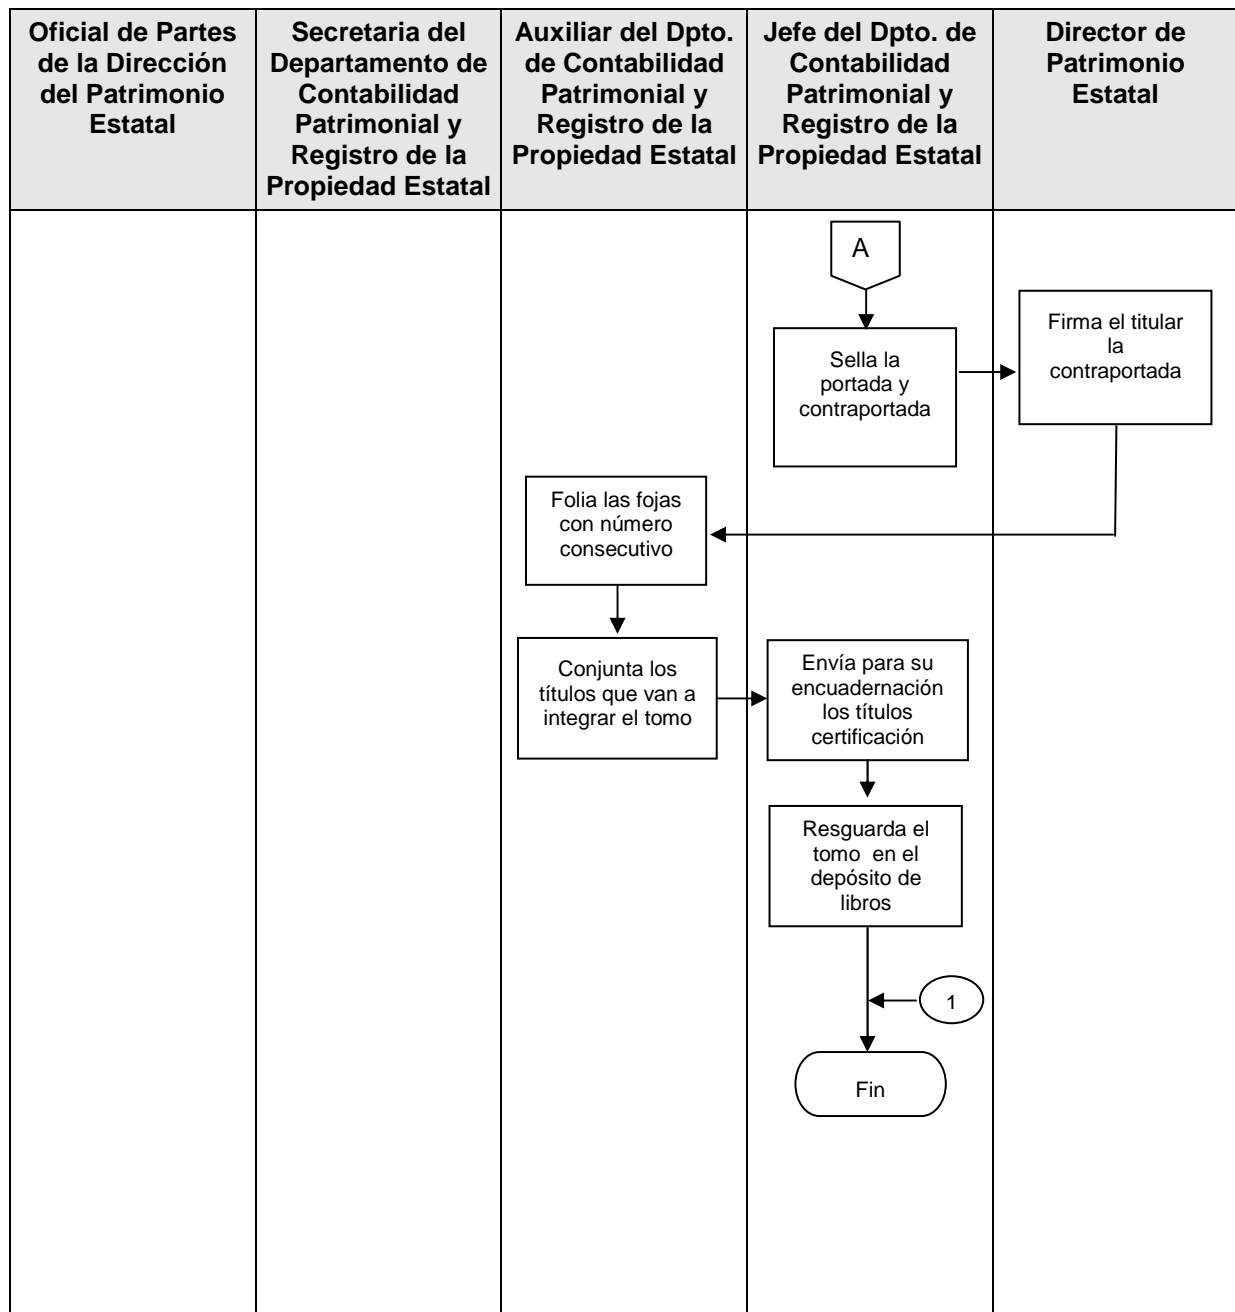 Oficial de Partes
de la Dirección
del Patrimonio
Estatal
Secretaria del
Departamento de
Contabilidad
Patrimonial y
Registro de la
Propiedad Estatal
Auxiliar del Dpto.
de Contabilidad
Patrimonial y
Registro de la
Propiedad Estatal
Jefe del Dpto. de
Contabilidad
Patrimonial y
Registro de la
Propiedad Estatal
Director de
Patrimonio
Estatal
A
Sella la
portada y
contraportada
Firma el titular
la
contraportada
Folia las fojas
con número
consecutivo
Conjunta los
títulos que van a
integrar el tomo
Envía para su
encuadernación
los títulos
certificación
Resguarda el
tomo en el
depósito de
libros
1
Fin